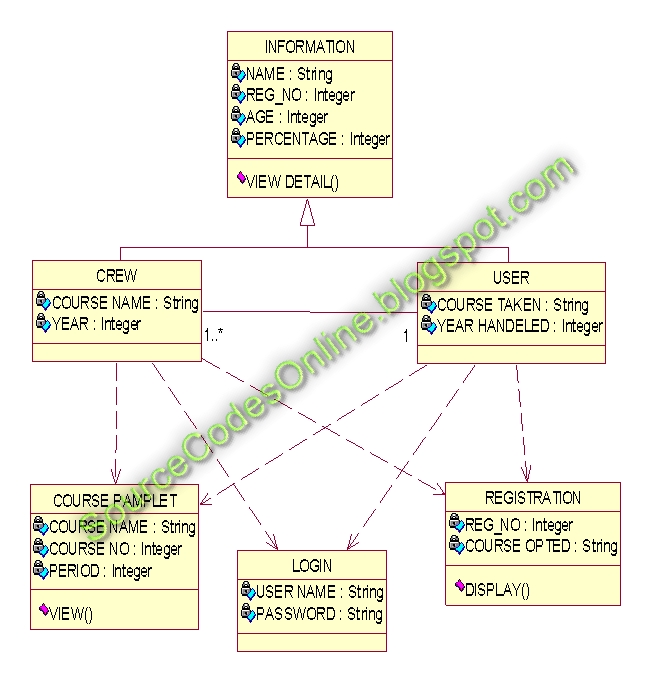 INFORMATION
NAME : String
REG_NO : Integer
AGE : Integer
PERCENTAGE : Integer
VIEW DETAIL()
CREW
COURSE NAME : String
YEAR : Integer
USER
COURSE TAKEN : String
YEAR HANDELED : Integer
1..*
1
COURSE PAMPLET
COURSE NAME : String
COURSE NO : Integer
PERIOD : Integer
VIEW()
LOGIN
USER NAME : String
PASSWORD : String
REGISTRATION
REG_NO : Integer
COURSE OPTED : String
DISPLAY()
SourceCodesOnline.blogspot.com